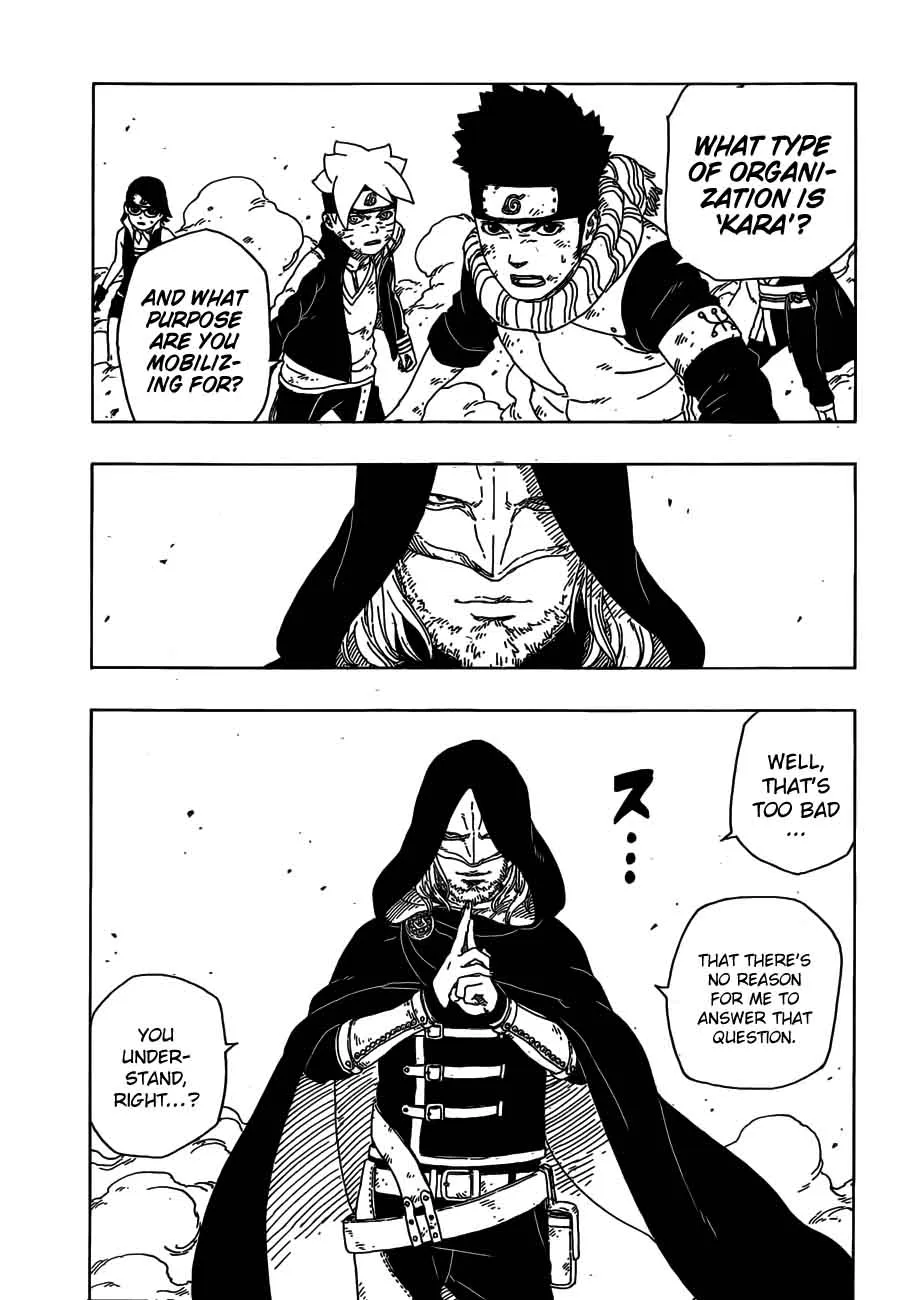 WHAT TYPE
OF ORGANI-
ZATION IS
'KARA'?
AND WHAT
PURPOSE
ARE YOU
MOBILIZ-
ING FOR?
WELL,
THAT'S
TOO BAD
...
ス...
THAT THERE'S
NO REASON
FOR ME TO
ANSWER THAT
QUESTION.
YOU
UNDER-
STAND,
RIGHT...?